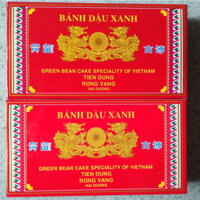 BÁNH ĐẬU XANH
GREEN BEAN CAKE SPECIALITY OF VIETNAM
TIEN DUNG
RONG VANG
HAI DUONG
BÁNH ĐẬU XANH
GREEN BEAN CAKE SPECIALITY OF VIETNAM
TIEN DUNG
RONG VANG
HAI DUONG